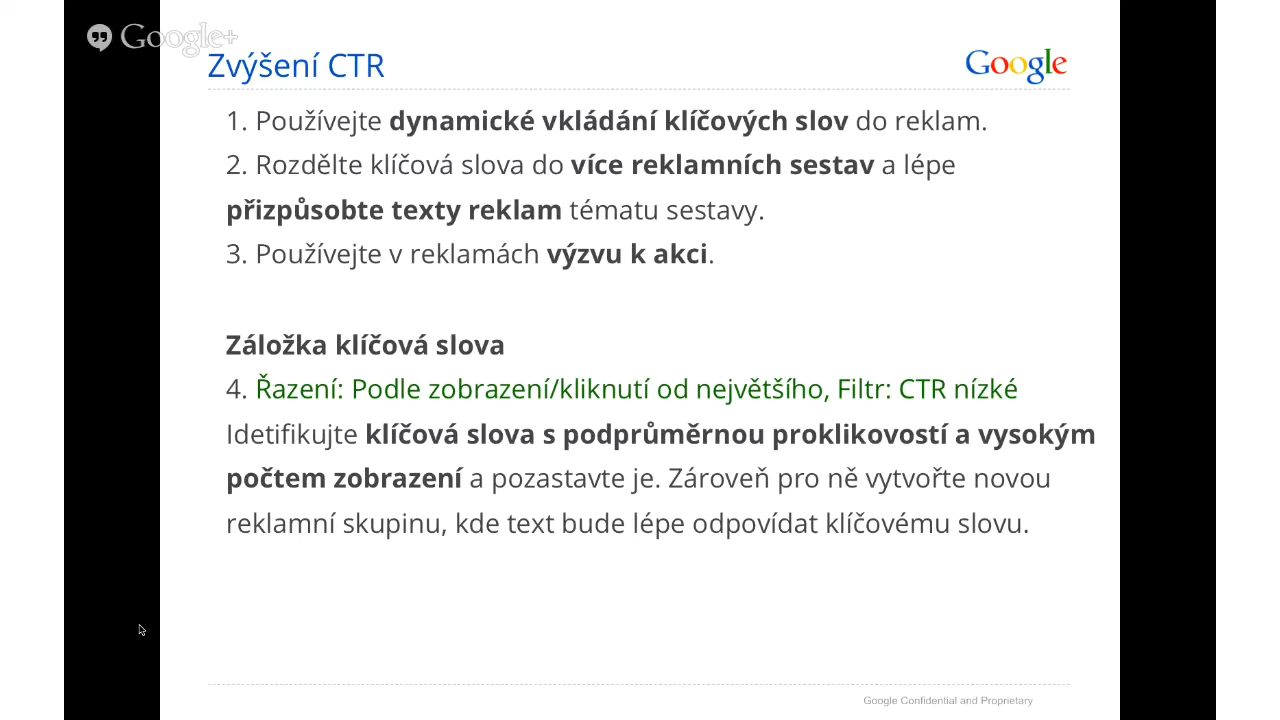 Google+
Zvýšení CTR
Google
1. Používejte dynamické vkládání klíčových slov do reklam.
2. Rozdělte klíčová slova do více reklamních sestav a lépe
přizpůsobte texty reklam tématu sestavy.
3. Používejte v reklamách výzvu k akci.
Záložka klíčová slova
4. Řazení: Podle zobrazení/kliknutí od největšího, Filtr: CTR nízké
Idetifikujte klíčová slova s podprůměrnou proklikovostí a vysokým
počtem zobrazení a pozastavte je. Zároveň pro ně vytvořte novou
reklamní skupinu, kde text bude lépe odpovídat klíčovému slovu.
Google Confidential and Proprietary